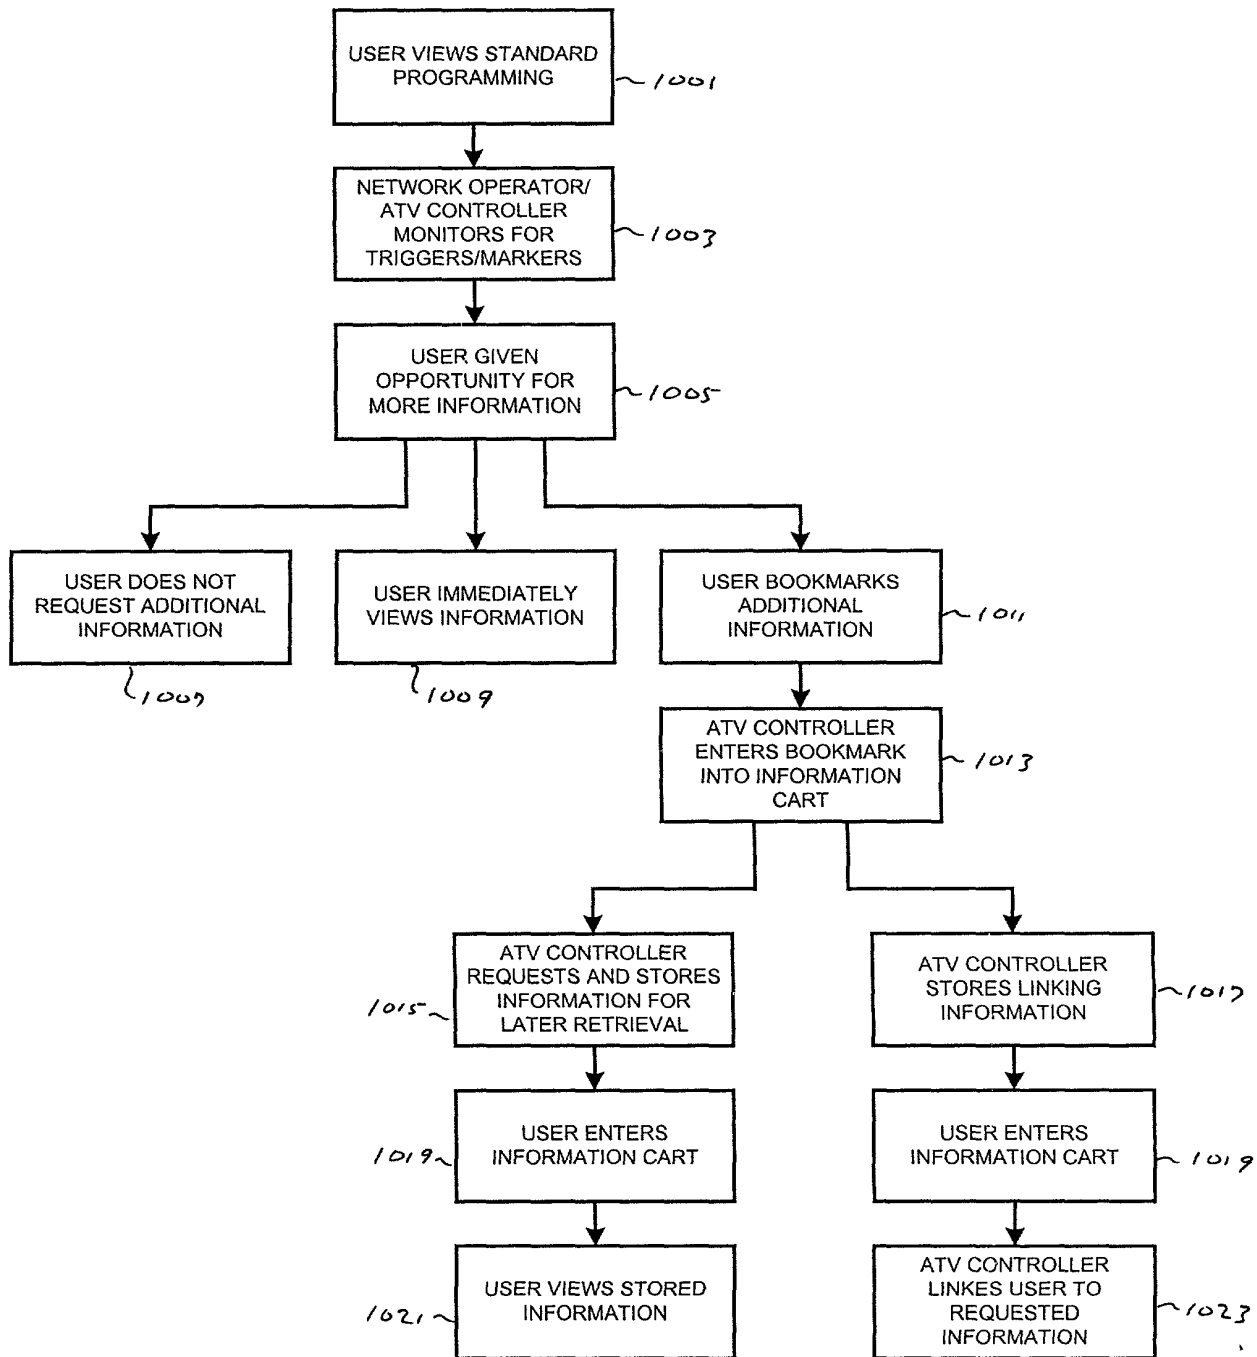 USER VIEWS STANDARD
PROGRAMMING
1001
NETWORK OPERATOR/
ATV CONTROLLER
MONITORS FOR
TRIGGERS/MARKERS
1003
USER GIVEN
OPPORTUNITY FOR
MORE INFORMATION
1005
USER DOES NOT
REQUEST ADDITIONAL
INFORMATION
1007
USER IMMEDIATELY
VIEWS INFORMATION
1009
USER BOOKMARKS
ADDITIONAL
INFORMATION
1011
ATV CONTROLLER
ENTERS BOOKMARK
INTO INFORMATION
CART
1013
ATV CONTROLLER
REQUESTS AND STORES
INFORMATION FOR
LATER RETRIEVAL
1015
ATV CONTROLLER
STORES LINKING
INFORMATION
1017
USER ENTERS
INFORMATION CART
1019
USER ENTERS
INFORMATION CART
1019
USER VIEWS STORED
INFORMATION
1021
ATV CONTROLLER
LINKES USER TO
REQUESTED
INFORMATION
1023